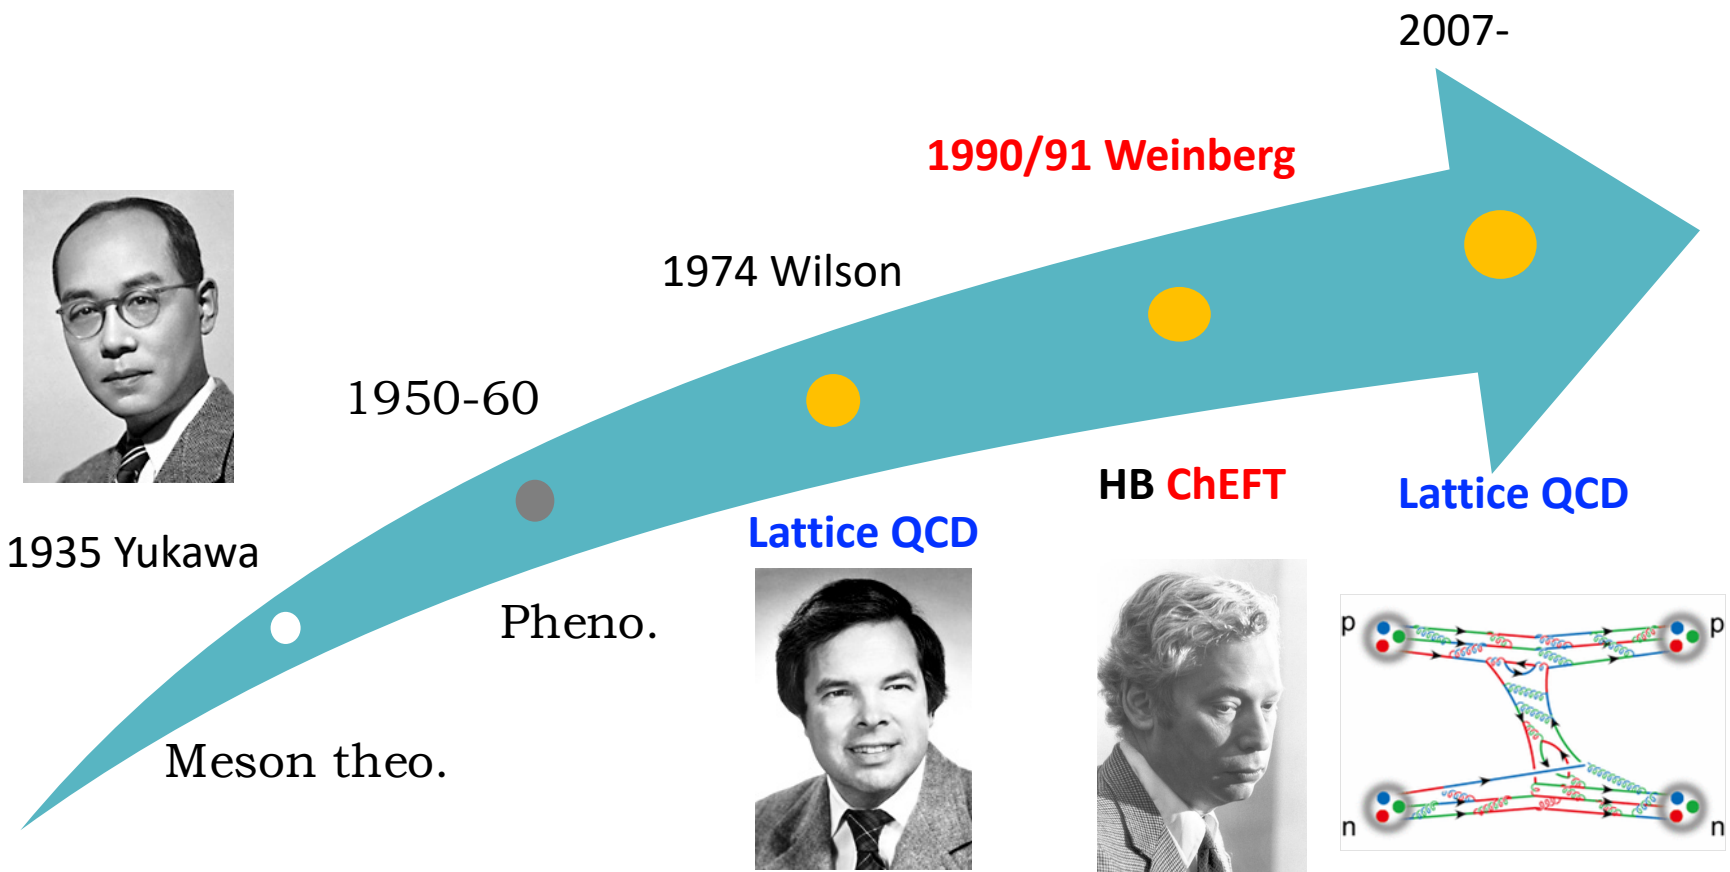 2007-
1990/91 Weinberg
1974 Wilson
1950-60
1935 Yukawa
HB ChEFT
Lattice QCD
Lattice QCD
Pheno.
Meson theo.
p
p
n
n